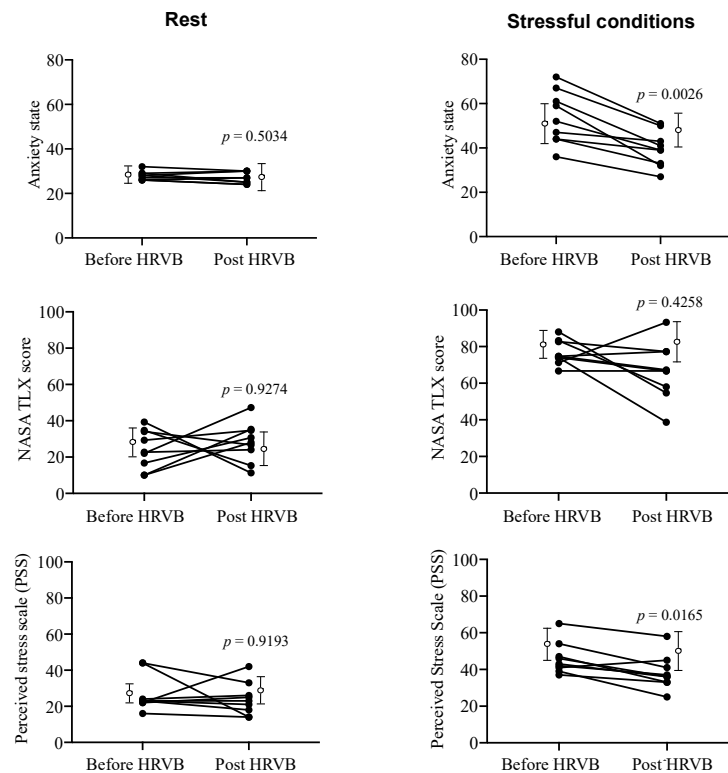 Rest
Stressful conditions
Anxiety state
80
60
40
20
0
p = 0.5034
Before HRVB
Post HRVB
Anxiety state
80
60
40
20
0
p = 0.0026
Before HRVB
Post HRVB
NASA TLX score
100
80
60
40
20
0
p = 0.9274
Before HRVB
Post HRVB
NASA TLX score
100
80
60
40
20
0
p = 0.4258
Before HRVB
Post HRVB
Perceived stress scale (PSS)
100
80
60
40
20
0
p = 0.9193
Before HRVB
Post HRVB
Perceived Stress Scale (PSS)
100
80
60
40
20
0
p = 0.0165
Before HRVB
Post HRVB